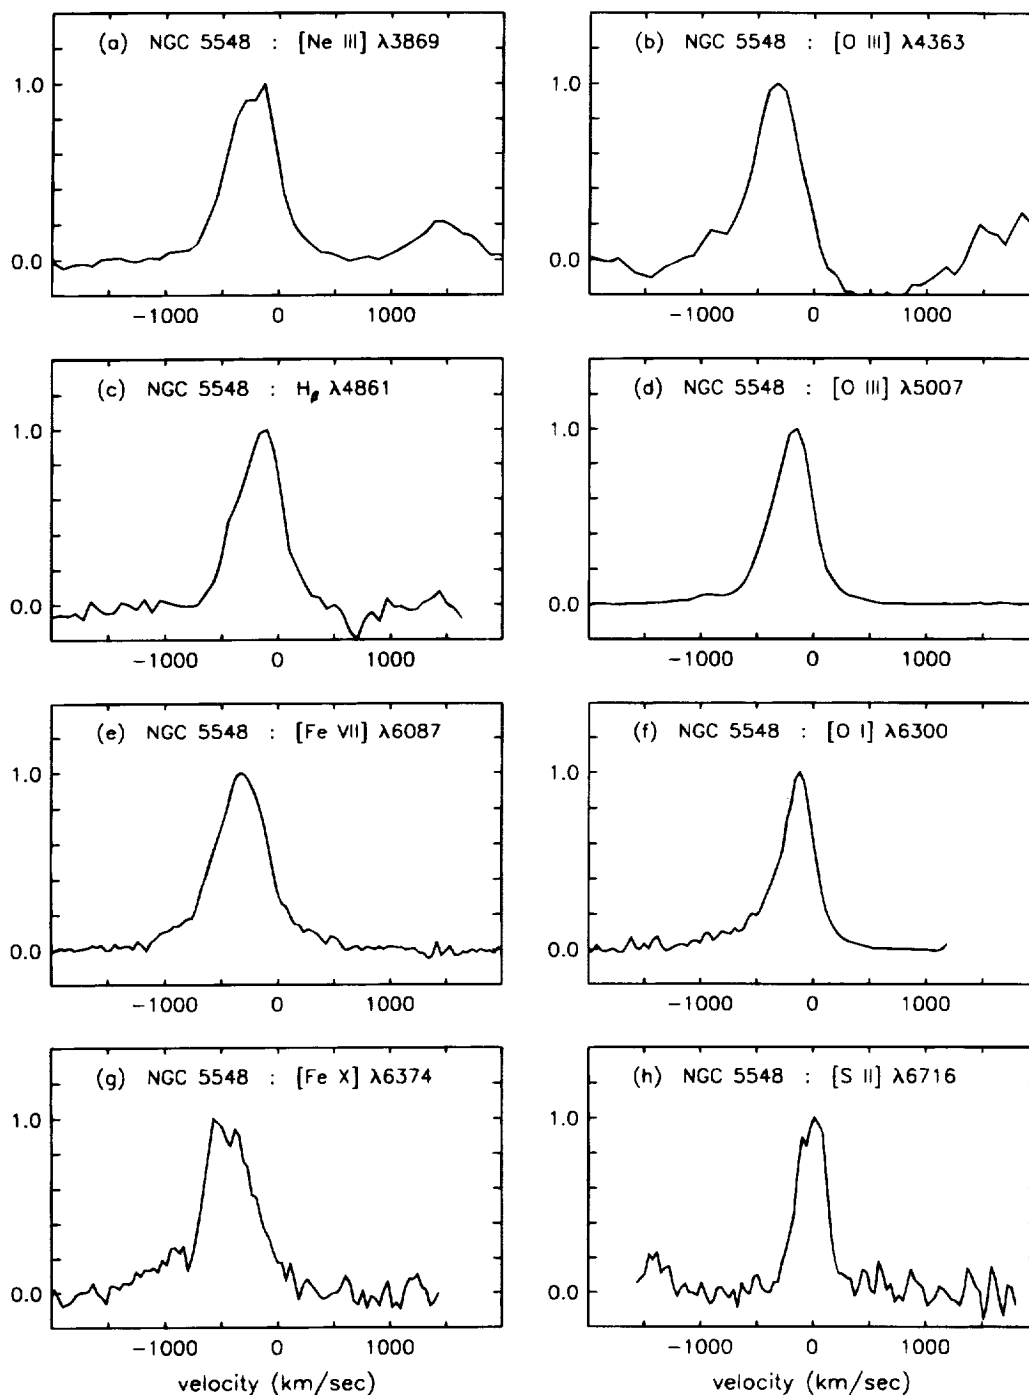 (a) NGC 5548 : [Ne III] λ3869
(b) NGC 5548 : [O III] λ4363
1.0
0.0
-1000 0 1000
1.0
0.0
-1000 0 1000
(c) NGC 5548 : Hβ λ4861
(d) NGC 5548 : [O III] λ5007
1.0
0.0
-1000 0 1000
1.0
0.0
-1000 0 1000
(e) NGC 5548 : [Fe VII] λ6087
(f) NGC 5548 : [O I] λ6300
1.0
0.0
-1000 0 1000
1.0
0.0
-1000 0 1000
(g) NGC 5548 : [Fe X] λ6374
(h) NGC 5548 : [S II] λ6716
1.0
0.0
-1000 0 1000
velocity (km/sec)
1.0
0.0
-1000 0 1000
velocity (km/sec)